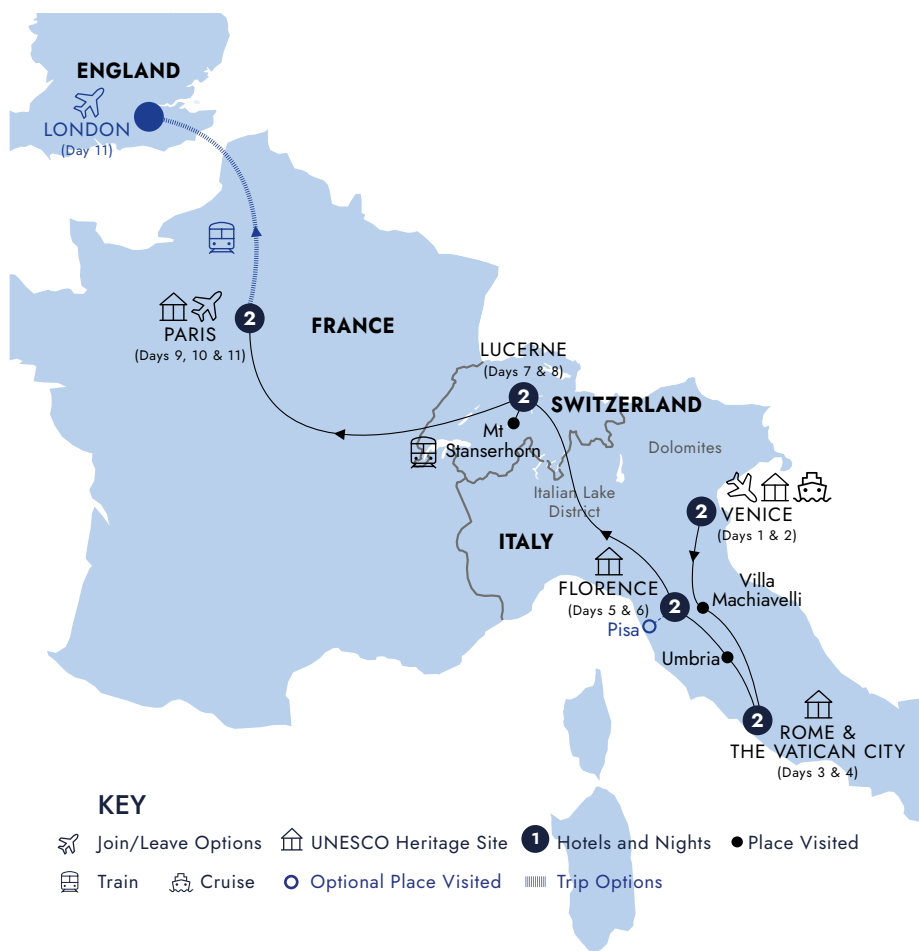 ENGLAND
LONDON
(Day 11)
2
PARIS
(Days 9, 10 & 11)
FRANCE
LUCERNE
(Days 7 & 8)
2
SWITZERLAND
Mt
Stanserhorn
Dolomites
Italian Lake
District
ITALY
2
VENICE
(Days 1 & 2)
Villa
Machiavelli
FLORENCE
(Days 5 & 6)
2
Pisa
Umbria
2
ROME &
THE VATICAN CITY
(Days 3 & 4)
KEY
Join/Leave Options
UNESCO Heritage Site
1
Hotels and Nights
Place Visited
Train
Cruise
Optional Place Visited
Trip Options